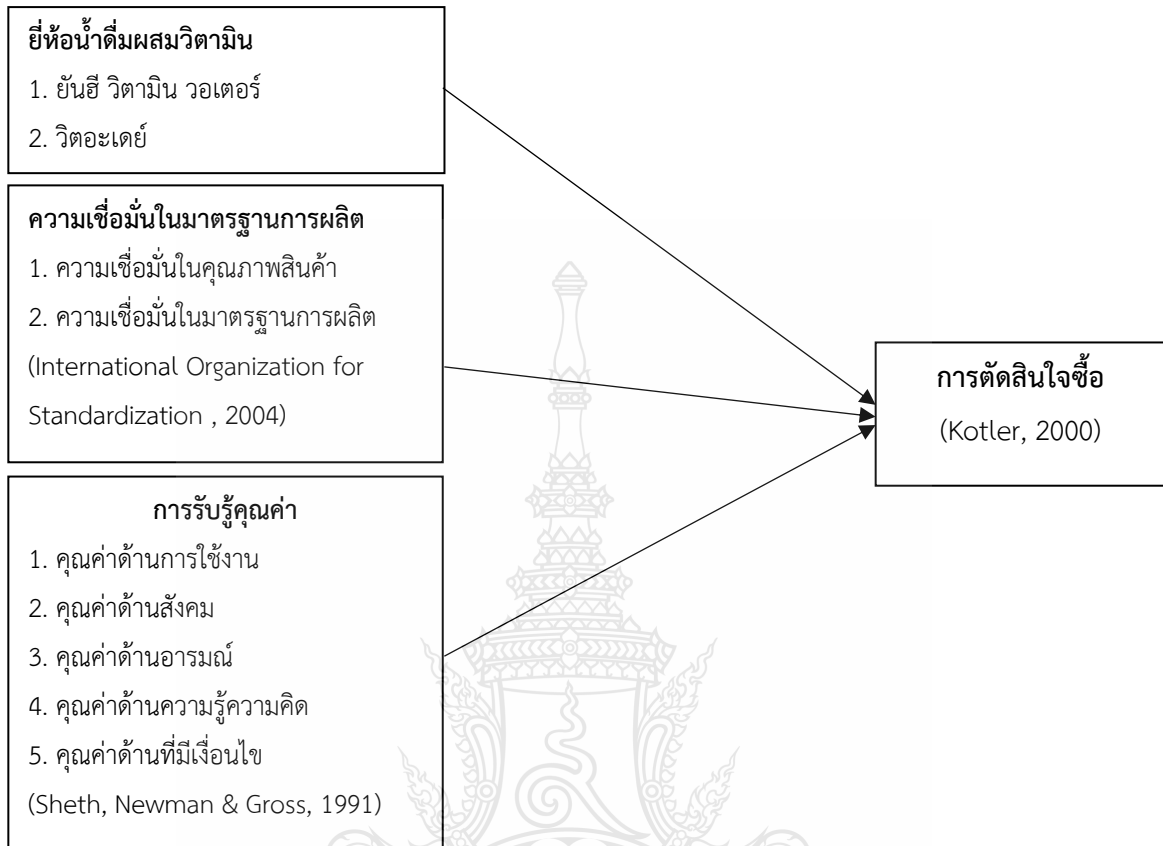 ยี่ห้อน้ำดื่มผสมวิตามิน
1. ยันฮี วิตามิน วอเตอร์
2. วิตอะเดย์
ความเชื่อมั่นในมาตรฐานการผลิต
1. ความเชื่อมั่นในคุณภาพสินค้า
2. ความเชื่อมั่นในมาตรฐานการผลิต
(International Organization for
Standardization , 2004)
การรับรู้คุณค่า
1. คุณค่าด้านการใช้งาน
2. คุณค่าด้านสังคม
3. คุณค่าด้านอารมณ์
4. คุณค่าด้านความรู้ความคิด
5. คุณค่าด้านที่มีเงื่อนไข
(Sheth, Newman & Gross, 1991)
การตัดสินใจซื้อ
(Kotler, 2000)